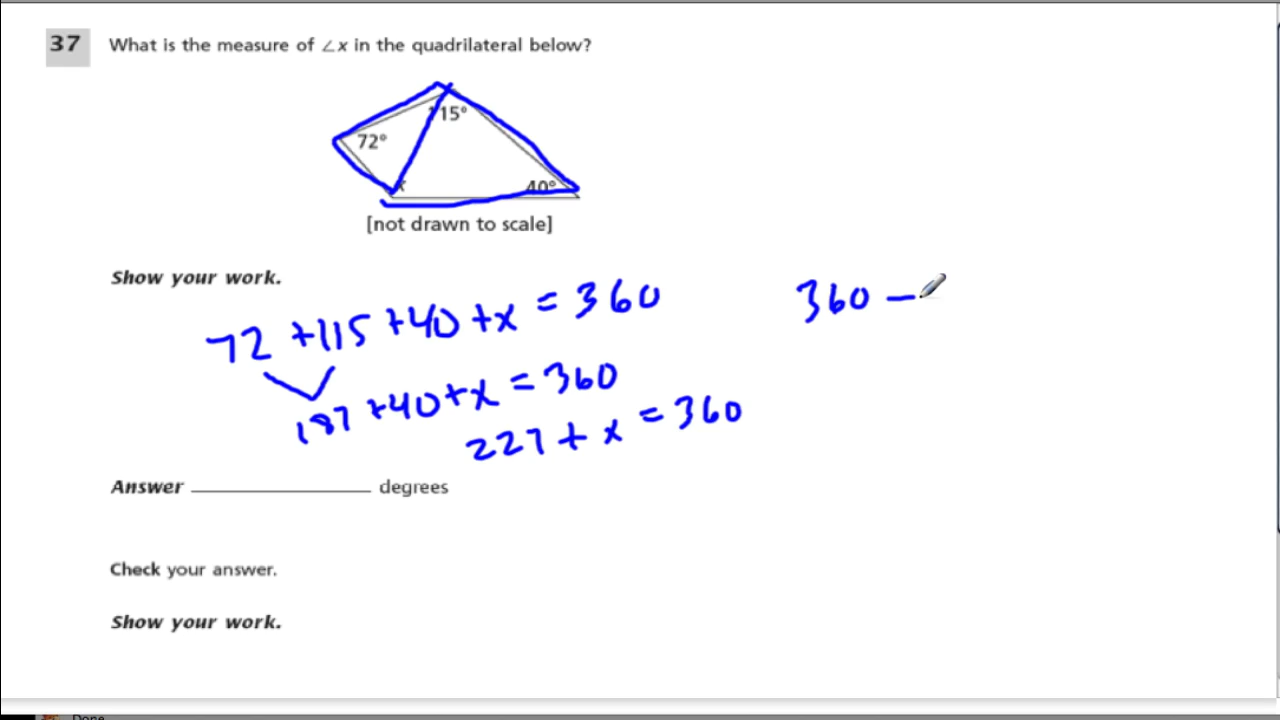 37 What is the measure of ∠x in the quadrilateral below?
115°
72°
x 40°
[not drawn to scale]
Show your work.
72 +115 +40 +x = 360
360 –
187 +40+x = 360
227 + x = 360
Answer ____________ degrees
Check your answer.
Show your work.
Done